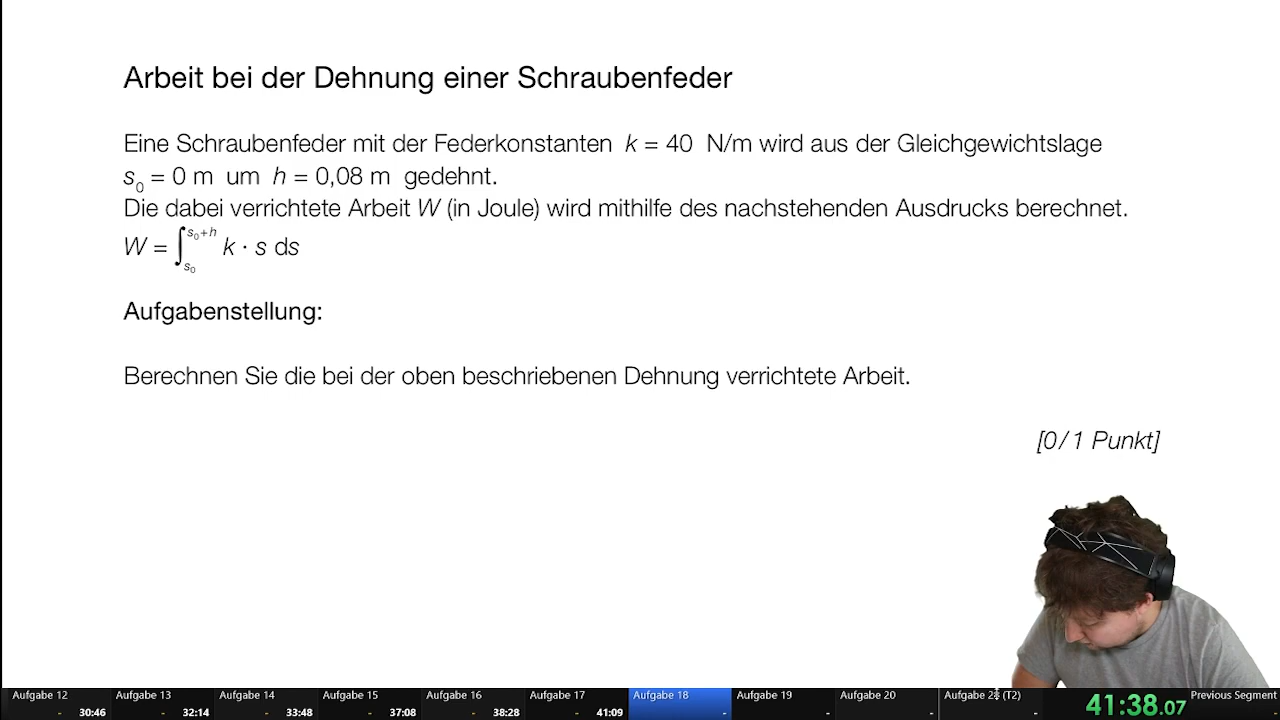 Arbeit bei der Dehnung einer Schraubenfeder
Eine Schraubenfeder mit der Federkonstanten k = 40 N/m wird aus der Gleichgewichtslage
s₀ = 0 m um h = 0,08 m gedehnt.
Die dabei verrichtete Arbeit W (in Joule) wird mithilfe des nachstehenden Ausdrucks berechnet.
W = ∫_{s₀}^{s₀+h} k · s ds
Aufgabenstellung:
Berechnen Sie die bei der oben beschriebenen Dehnung verrichtete Arbeit.
[0/1 Punkt]
Aufgabe 12 Aufgabe 13 Aufgabe 14 Aufgabe 15 Aufgabe 16 Aufgabe 17 Aufgabe 18 Aufgabe 19 Aufgabe 20 Aufgabe (T2) Previous Segment
- 30:46 - 32:14 - 33:48 - 37:08 - 38:28 - 41:09 - - - - 41:38.07 -